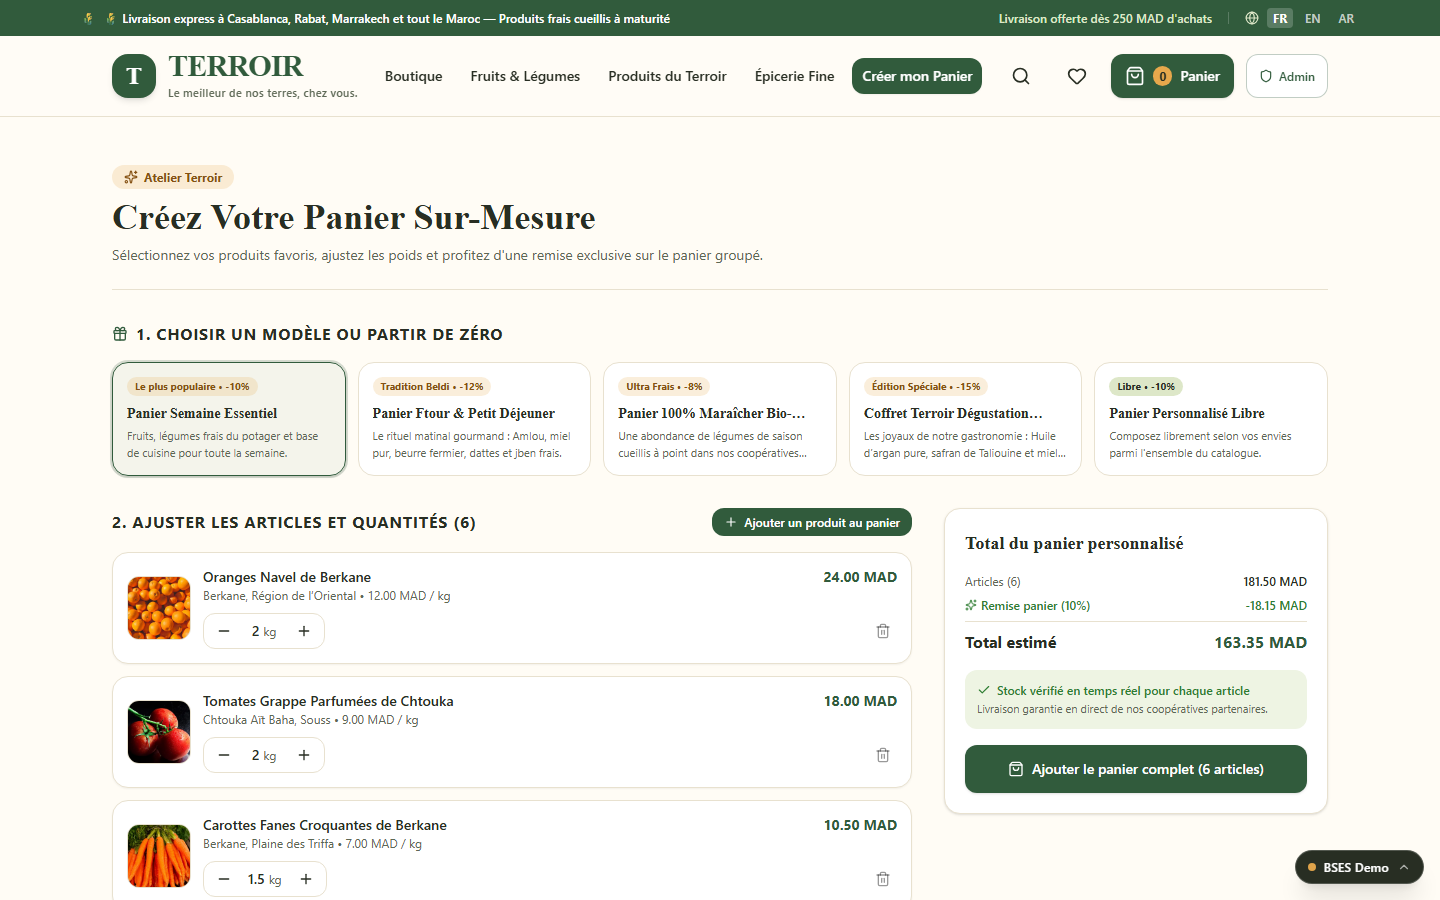 Livraison express à Casablanca, Rabat, Marrakech et tout le Maroc — Produits frais cueillis à maturité
Livraison offerte dès 250 MAD d'achats
FR
EN
AR
T
TERROIR
Le meilleur de nos terres, chez vous.
Boutique
Fruits & Légumes
Produits du Terroir
Épicerie Fine
Créer mon Panier
0
Panier
Admin
Atelier Terroir
Créez Votre Panier Sur-Mesure
Sélectionnez vos produits favoris, ajustez les poids et profitez d'une remise exclusive sur le panier groupé.
1. CHOISIR UN MODÈLE OU PARTIR DE ZÉRO
Le plus populaire • -10%
Panier Semaine Essentiel
Fruits, légumes frais du potager et base
de cuisine pour toute la semaine.
Tradition Beldi • -12%
Panier Ftour & Petit Déjeuner
Le rituel matinal gourmand : Amlou, miel
pur, beurre fermier, dattes et jben frais.
Ultra Frais • -8%
Panier 100% Maraîcher Bio-…
Une abondance de légumes de saison
cueillis à point dans nos coopératives…
Édition Spéciale • -15%
Coffret Terroir Dégustation…
Les joyaux de notre gastronomie : Huile
d'argan pure, safran de Taliouine et miel…
Libre • -10%
Panier Personnalisé Libre
Composez librement selon vos envies
parmi l'ensemble du catalogue.
2. AJUSTER LES ARTICLES ET QUANTITÉS (6)
Ajouter un produit au panier
Oranges Navel de Berkane
24.00 MAD
Berkane, Région de l'Oriental • 12.00 MAD / kg
2 kg
Tomates Grappe Parfumées de Chtouka
18.00 MAD
Chtouka Aït Baha, Souss • 9.00 MAD / kg
2 kg
Carottes Fanes Croquantes de Berkane
10.50 MAD
Berkane, Plaine des Triffa • 7.00 MAD / kg
1.5 kg
Total du panier personnalisé
Articles (6)
181.50 MAD
Remise panier (10%)
-18.15 MAD
Total estimé
163.35 MAD
Stock vérifié en temps réel pour chaque article
Livraison garantie en direct de nos coopératives partenaires.
Ajouter le panier complet (6 articles)
BSES Demo